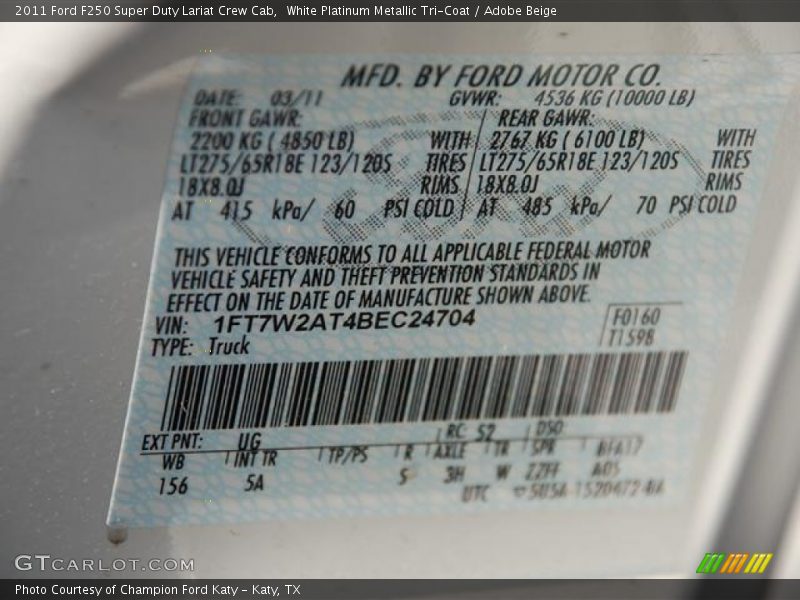 2011 Ford F250 Super Duty Lariat Crew Cab, White Platinum Metallic Tri-Coat / Adobe Beige
MFD. BY FORD MOTOR CO.
DATE: 03/11 GVWR: 4536 KG (10000 LB)
FRONT GAWR: REAR GAWR:
2200 KG ( 4850 LB) WITH 2767 KG ( 6100 LB) WITH
LT275/65R18E 123/120S TIRES LT275/65R18E 123/120S TIRES
18X8.0J RIMS 18X8.0J RIMS
AT 415 kPa/ 60 PSI COLD AT 485 kPa/ 70 PSI COLD
THIS VEHICLE CONFORMS TO ALL APPLICABLE FEDERAL MOTOR
VEHICLE SAFETY AND THEFT PREVENTION STANDARDS IN
EFFECT ON THE DATE OF MANUFACTURE SHOWN ABOVE.
VIN: 1FT7W2AT4BEC24704 F0160
TYPE: Truck T1598
EXT PNT: UG RC: 52 DSO
WB INT TR TP/PS R AXLE TR SPR
156 5A S 3H W
UTC
GTCARLOT.COM
Photo Courtesy of Champion Ford Katy - Katy, TX